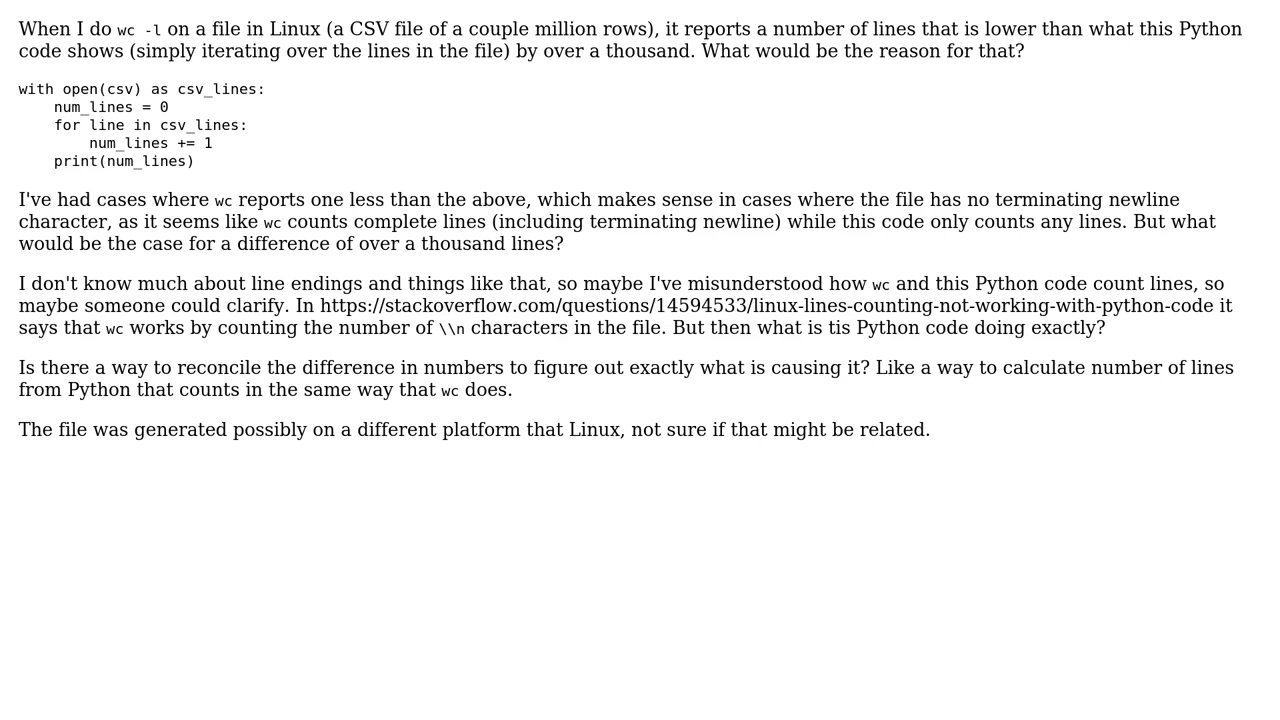 When I do wc -l on a file in Linux (a CSV file of a couple million rows), it reports a number of lines that is lower than what this Python
code shows (simply iterating over the lines in the file) by over a thousand. What would be the reason for that?
with open(csv) as csv_lines:
    num_lines = 0
    for line in csv_lines:
        num_lines += 1
    print(num_lines)
I've had cases where wc reports one less than the above, which makes sense in cases where the file has no terminating newline
character, as it seems like wc counts complete lines (including terminating newline) while this code only counts any lines. But what
would be the case for a difference of over a thousand lines?
I don't know much about line endings and things like that, so maybe I've misunderstood how wc and this Python code count lines, so
maybe someone could clarify. In https://stackoverflow.com/questions/14594533/linux-lines-counting-not-working-with-python-code it
says that wc works by counting the number of \\n characters in the file. But then what is tis Python code doing exactly?
Is there a way to reconcile the difference in numbers to figure out exactly what is causing it? Like a way to calculate number of lines
from Python that counts in the same way that wc does.
The file was generated possibly on a different platform that Linux, not sure if that might be related.